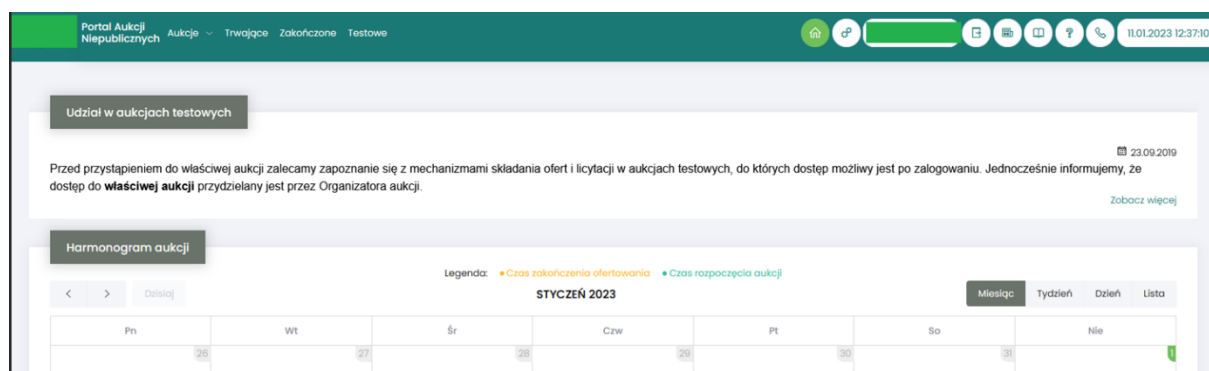 Portal Aukcji
Niepublicznych
Aukcje Trwające Zakończone Testowe
11.01.2023 12:37:10
Udział w aukcjach testowych
23.09.2019
Przed przystąpieniem do właściwej aukcji zalecamy zapoznanie się z mechanizmami składania ofert i licytacji w aukcjach testowych, do których dostęp możliwy jest po zalogowaniu. Jednocześnie informujemy, że
dostęp do właściwej aukcji przydzielany jest przez Organizatora aukcji.
Zobacz więcej
Harmonogram aukcji
Legenda: Czas zakończenia ofertowania Czas rozpoczęcia aukcji
Dzisiaj STYCZEŃ 2023 Miesiąc Tydzień Dzień Lista
Pn Wt Śr Czw Pt So Nie
26 27 28 29 30 31 1